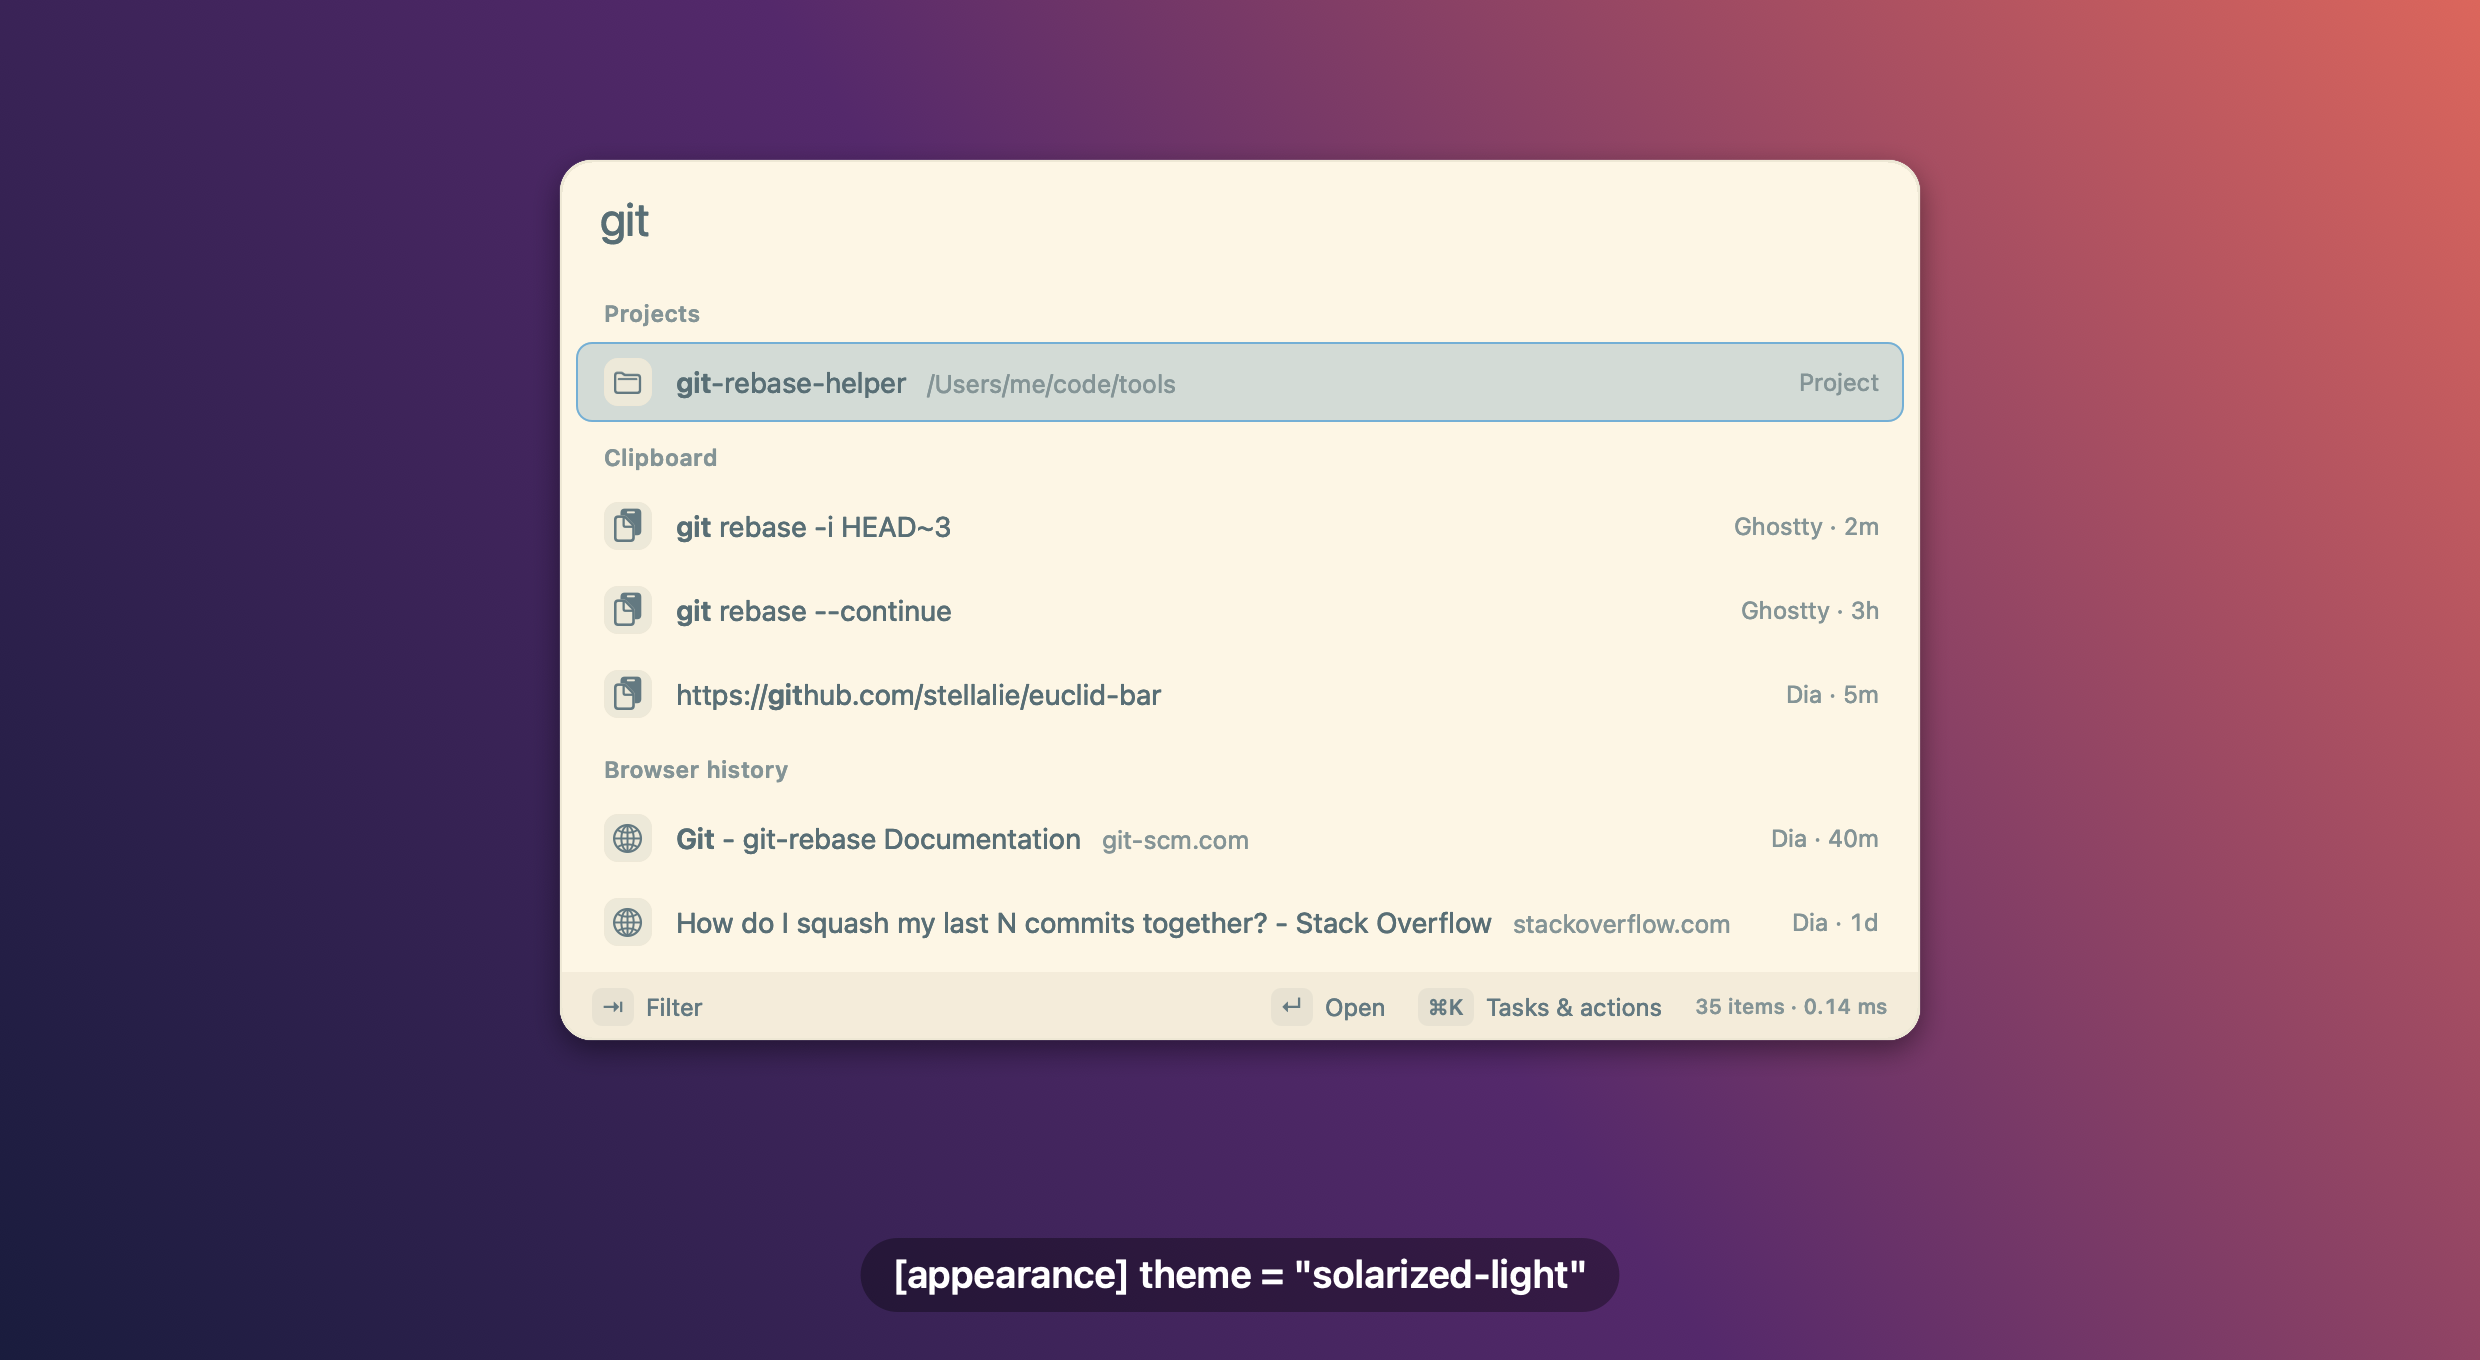 git
Projects
git-rebase-helper /Users/me/code/tools Project
Clipboard
git rebase -i HEAD~3 Ghostty · 2m
git rebase --continue Ghostty · 3h
https://github.com/stellalie/euclid-bar Dia · 5m
Browser history
Git - git-rebase Documentation git-scm.com Dia · 40m
How do I squash my last N commits together? - Stack Overflow stackoverflow.com Dia · 1d
⇥ Filter ↵ Open ⌘K Tasks & actions 35 items · 0.14 ms
[appearance] theme = "solarized-light"